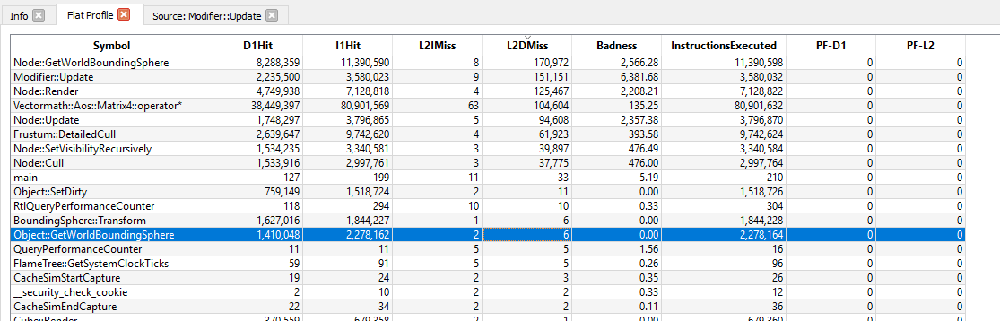 Info Flat Profile Source: Modifier::Update
Symbol D1Hit I1Hit L2IMiss L2DMiss Badness InstructionsExecuted PF-D1 PF-L2
Node::GetWorldBoundingSphere 8,288,359 11,390,590 8 170,972 2,566.28 11,390,598 0 0
Modifier::Update 2,235,500 3,580,023 9 151,151 6,381.68 3,580,032 0 0
Node::Render 4,749,938 7,128,818 4 125,467 2,208.21 7,128,822 0 0
Vectormath::Aos::Matrix4::operator* 38,449,397 80,901,569 63 104,604 135.25 80,901,632 0 0
Node::Update 1,748,297 3,796,865 5 94,608 2,357.38 3,796,870 0 0
Frustum::DetailedCull 2,639,647 9,742,620 4 61,923 393.58 9,742,624 0 0
Node::SetVisibilityRecursively 1,534,235 3,340,581 3 39,897 476.49 3,340,584 0 0
Node::Cull 1,533,916 2,997,761 3 37,775 476.00 2,997,764 0 0
main 127 199 11 33 5.19 210 0 0
Object::SetDirty 759,149 1,518,724 2 11 0.00 1,518,726 0 0
RtlQueryPerformanceCounter 118 294 10 10 0.33 304 0 0
BoundingSphere::Transform 1,627,016 1,844,227 1 6 0.00 1,844,228 0 0
Object::GetWorldBoundingSphere 1,410,048 2,278,162 2 6 0.00 2,278,164 0 0
QueryPerformanceCounter 11 11 5 5 1.56 16 0 0
FlameTree::GetSystemClockTicks 59 91 5 5 0.26 96 0 0
CacheSimStartCapture 19 24 2 3 0.35 26 0 0
__security_check_cookie 2 10 2 2 0.33 12 0 0
CacheSimEndCapture 22 34 2 2 0.11 36 0 0
Cube::Render 370,559 679,358 2 1 0.00 679,360 0 0